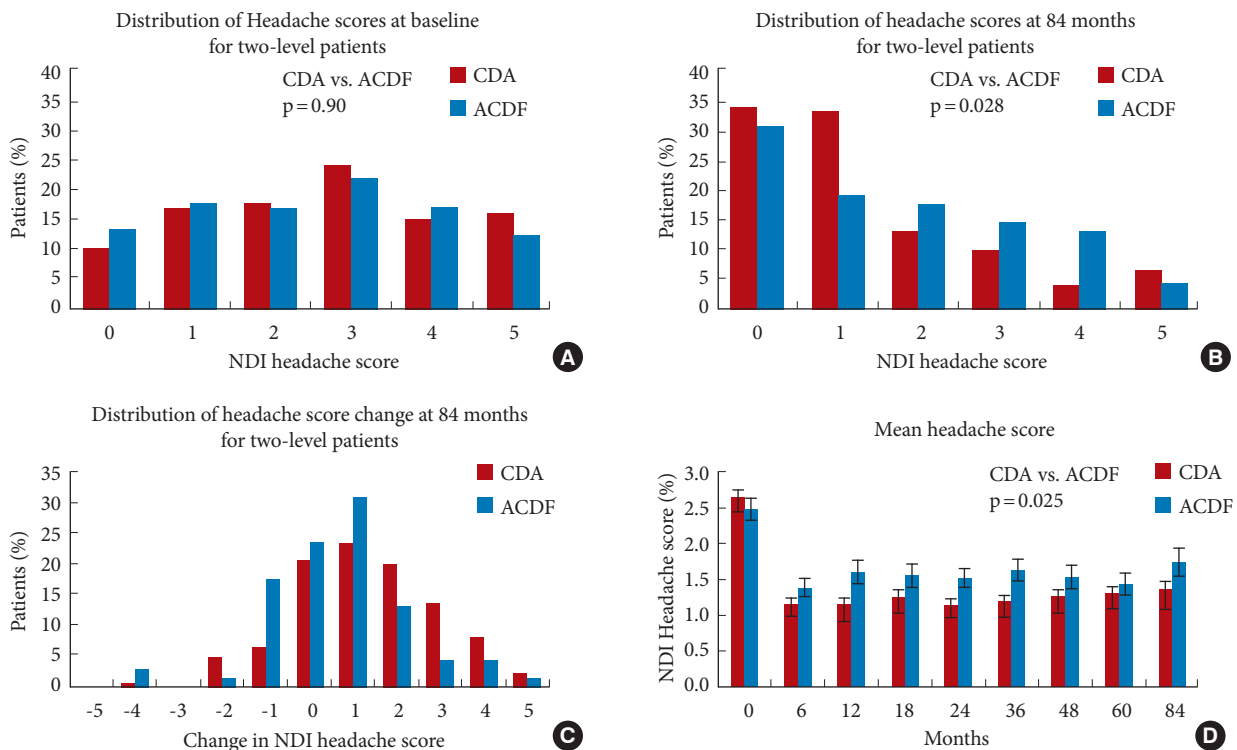 Distribution of Headache scores at baseline
for two-level patients
CDA vs. ACDF
p = 0.90
CDA
ACDF
Patients (%)
40
35
30
25
20
15
10
5
0
0 1 2 3 4 5
NDI headache score
A
Distribution of headache scores at 84 months
for two-level patients
CDA vs. ACDF
p = 0.028
CDA
ACDF
Patients (%)
40
35
30
25
20
15
10
5
0
0 1 2 3 4 5
NDI headache score
B
Distribution of headache score change at 84 months
for two-level patients
CDA
ACDF
Patients (%)
35
30
25
20
15
10
5
0
-5 -4 -3 -2 -1 0 1 2 3 4 5
Change in NDI headache score
C
Mean headache score
CDA vs. ACDF
p = 0.025
CDA
ACDF
NDI Headache score (%)
3.0
2.5
2.0
1.5
1.0
0.5
0.0
0 6 12 18 24 36 48 60 84
Months
D